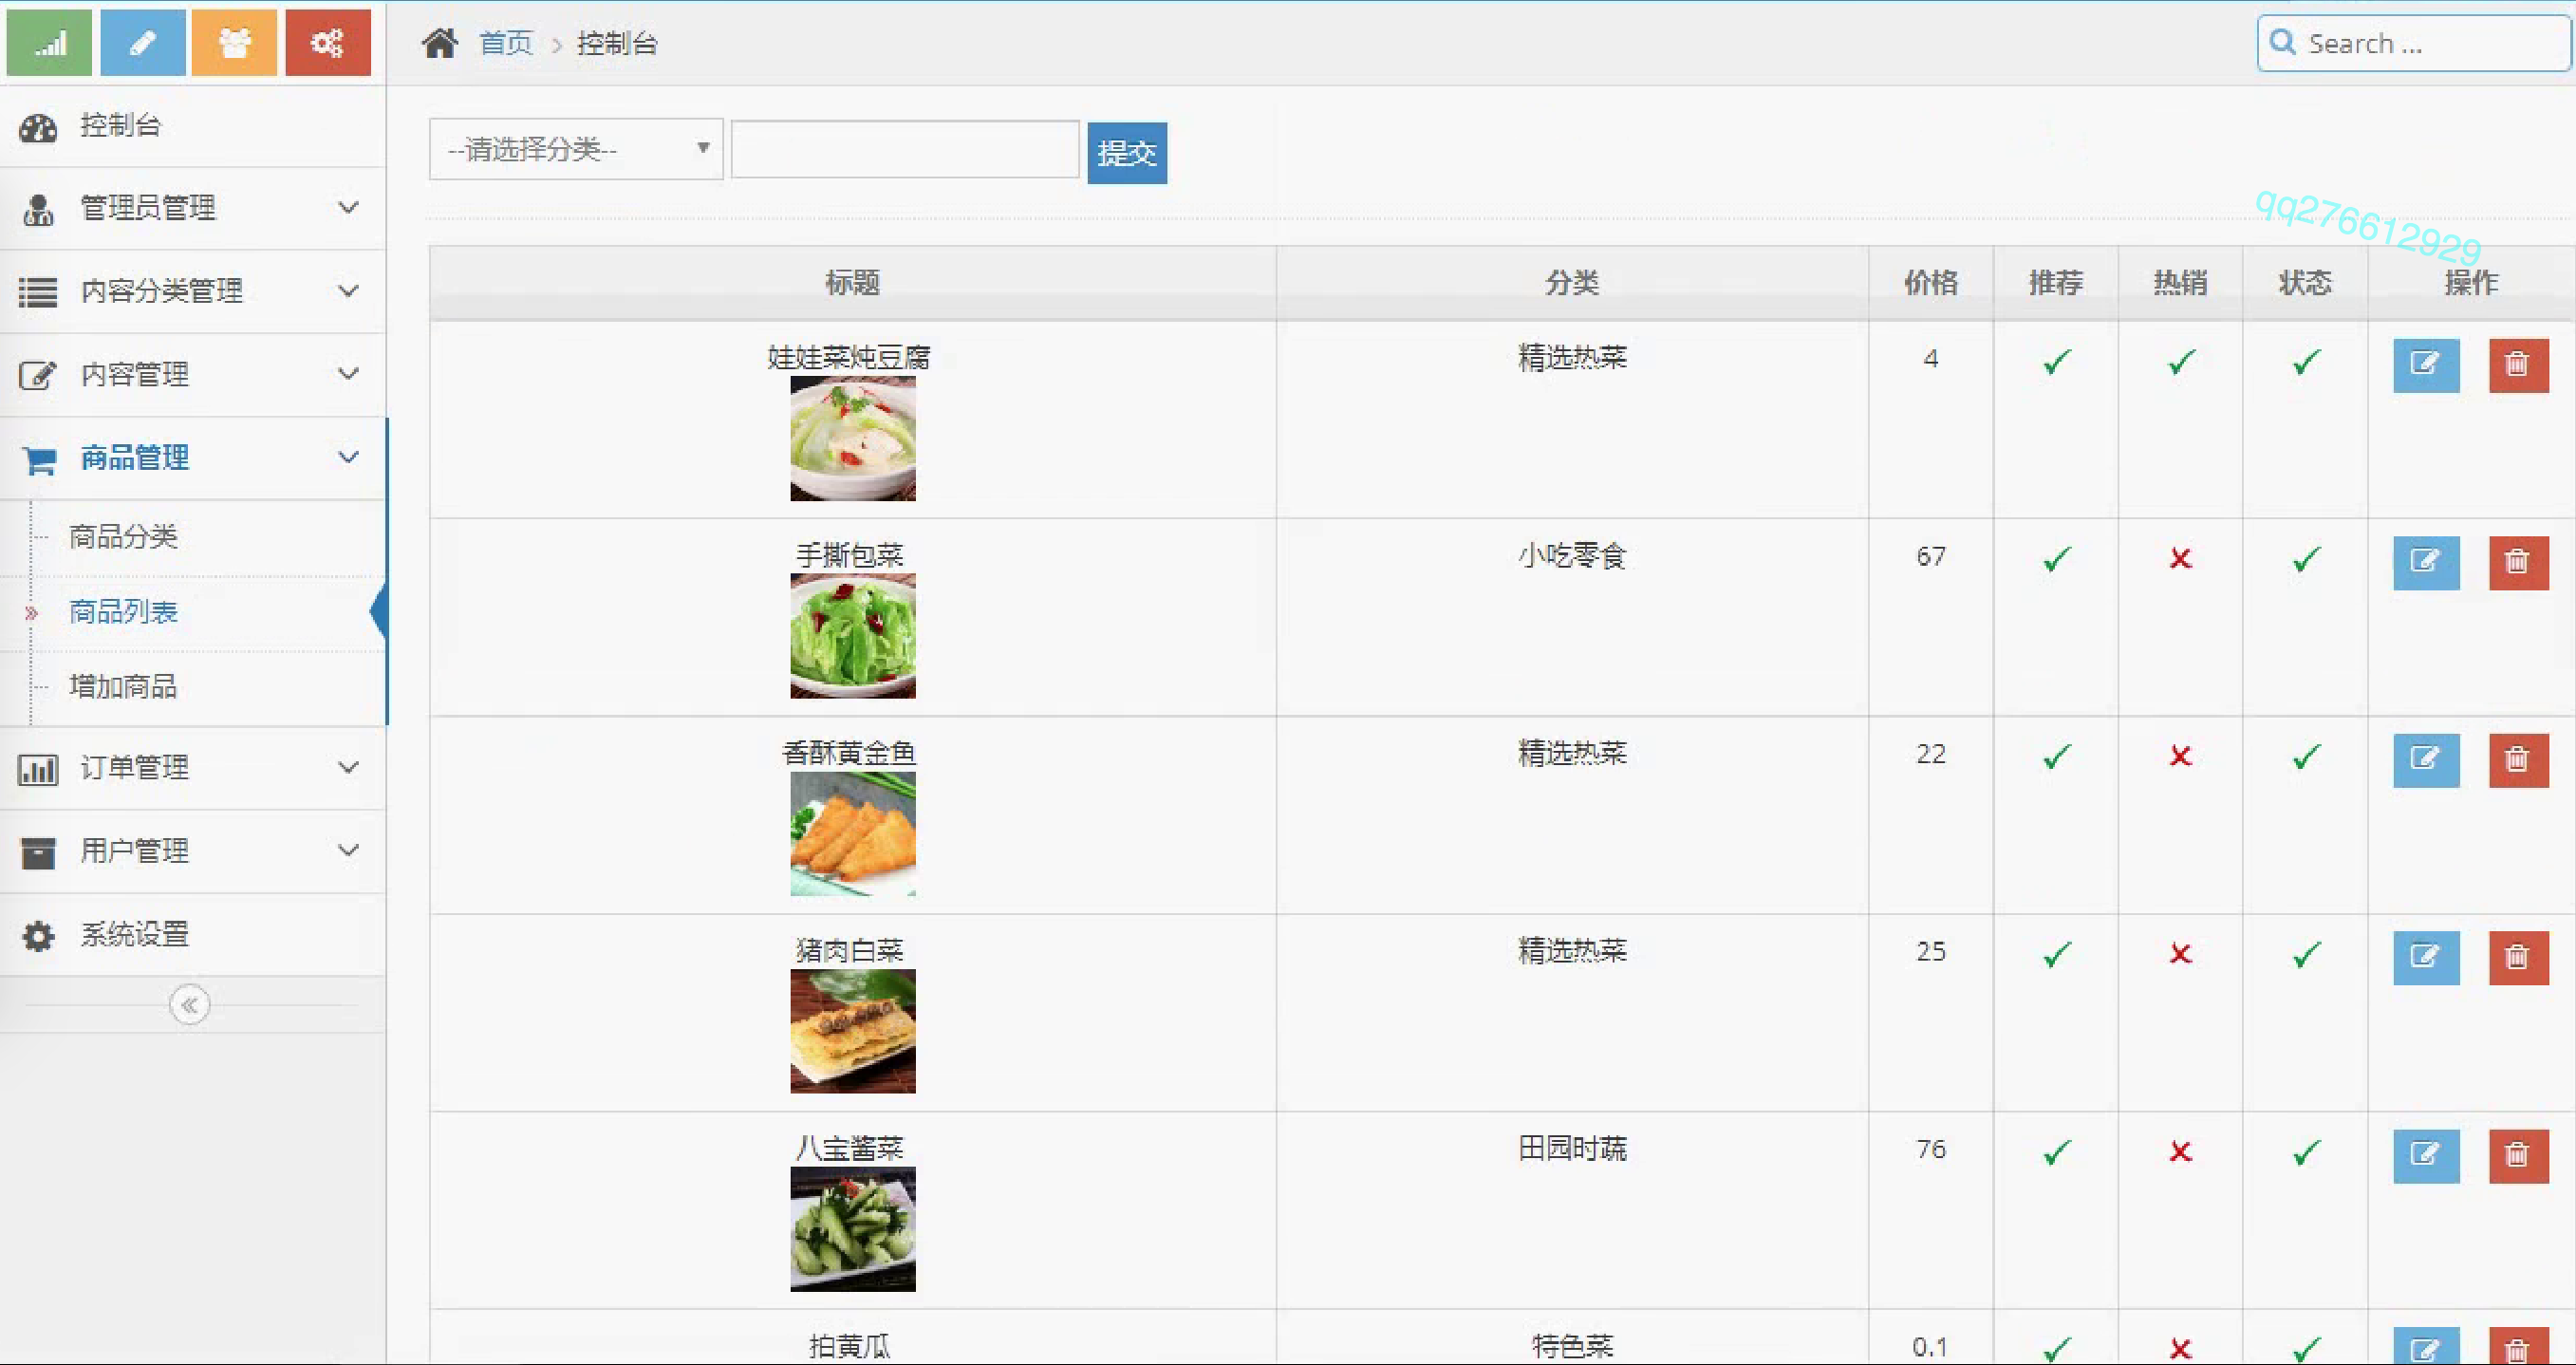 首页 > 控制台
Search ...
控制台
管理员管理
内容分类管理
内容管理
商品管理
商品分类
商品列表
增加商品
订单管理
用户管理
系统设置
--请选择分类--
提交
qq276612929
标题 分类 价格 推荐 热销 状态 操作
娃娃菜炖豆腐 精选热菜 4
手撕包菜 小吃零食 67
香酥黄金鱼 精选热菜 22
猪肉白菜 精选热菜 25
八宝酱菜 田园时蔬 76
拍黄瓜 特色菜 0.1